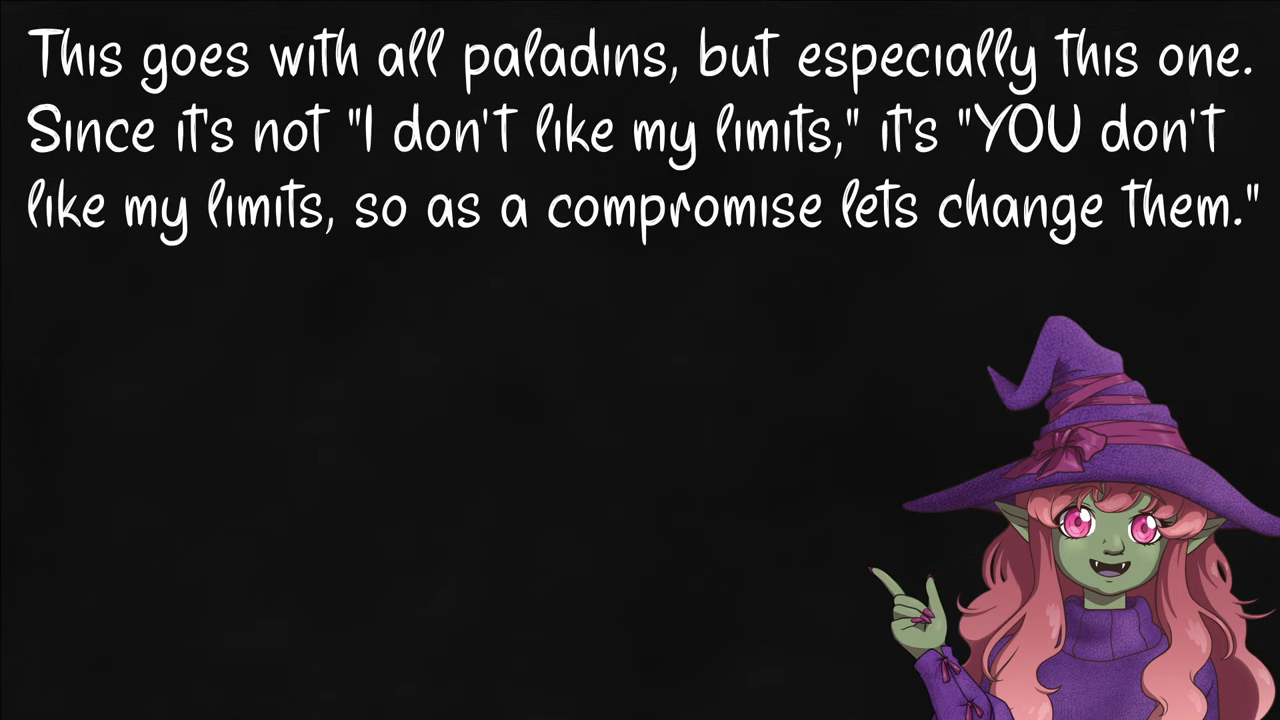 This goes with all paladins, but especially this one.
Since it's not "I don't like my limits," it's "YOU don't
like my limits, so as a compromise lets change them."